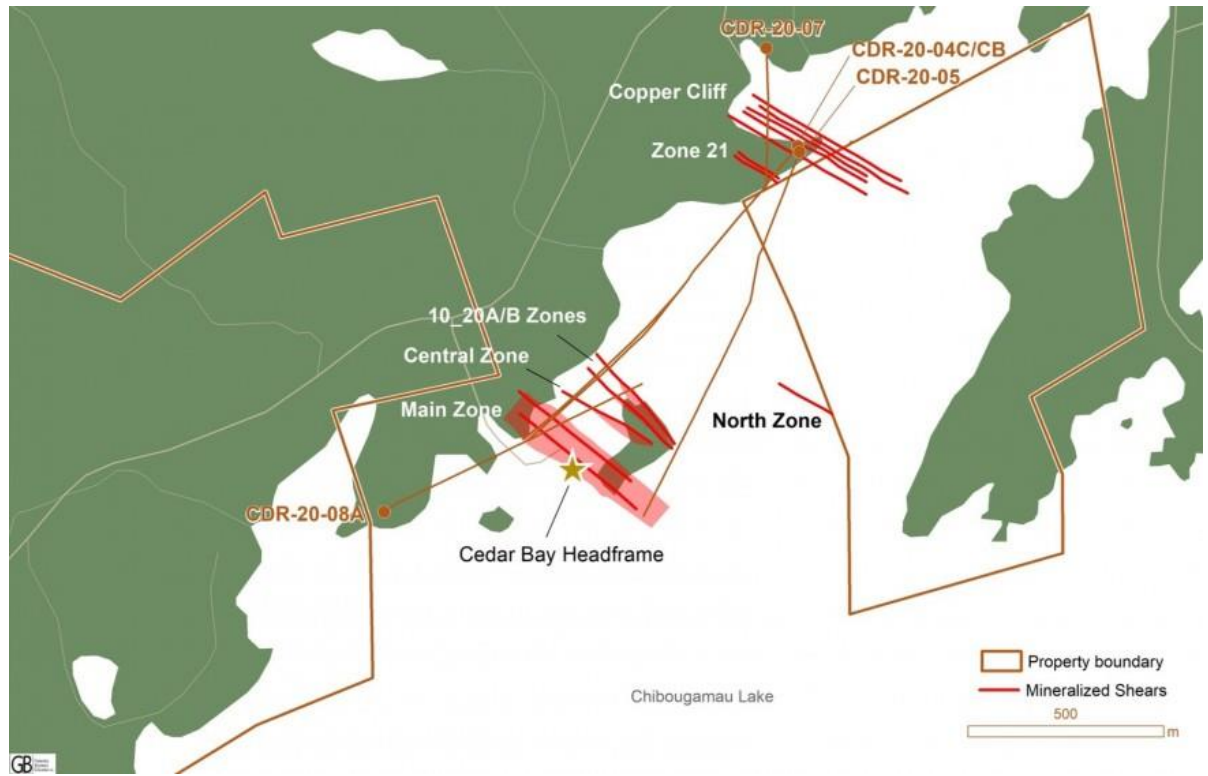 CDR-20-07
CDR-20-04C/CB
CDR-20-05
Copper Cliff
Zone 21
10_20A/B Zones
Central Zone
Main Zone
North Zone
CDR-20-08A
Cedar Bay Headframe
Property boundary
Mineralized Shears
Chibougamau Lake
500
m
GB